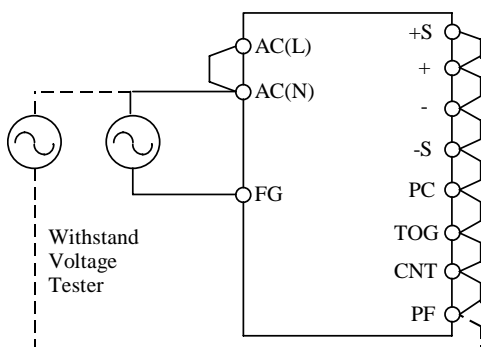 AC(L)
AC(N)
FG
Withstand
Voltage
Tester
+S
+
-
-S
PC
TOG
CNT
PF